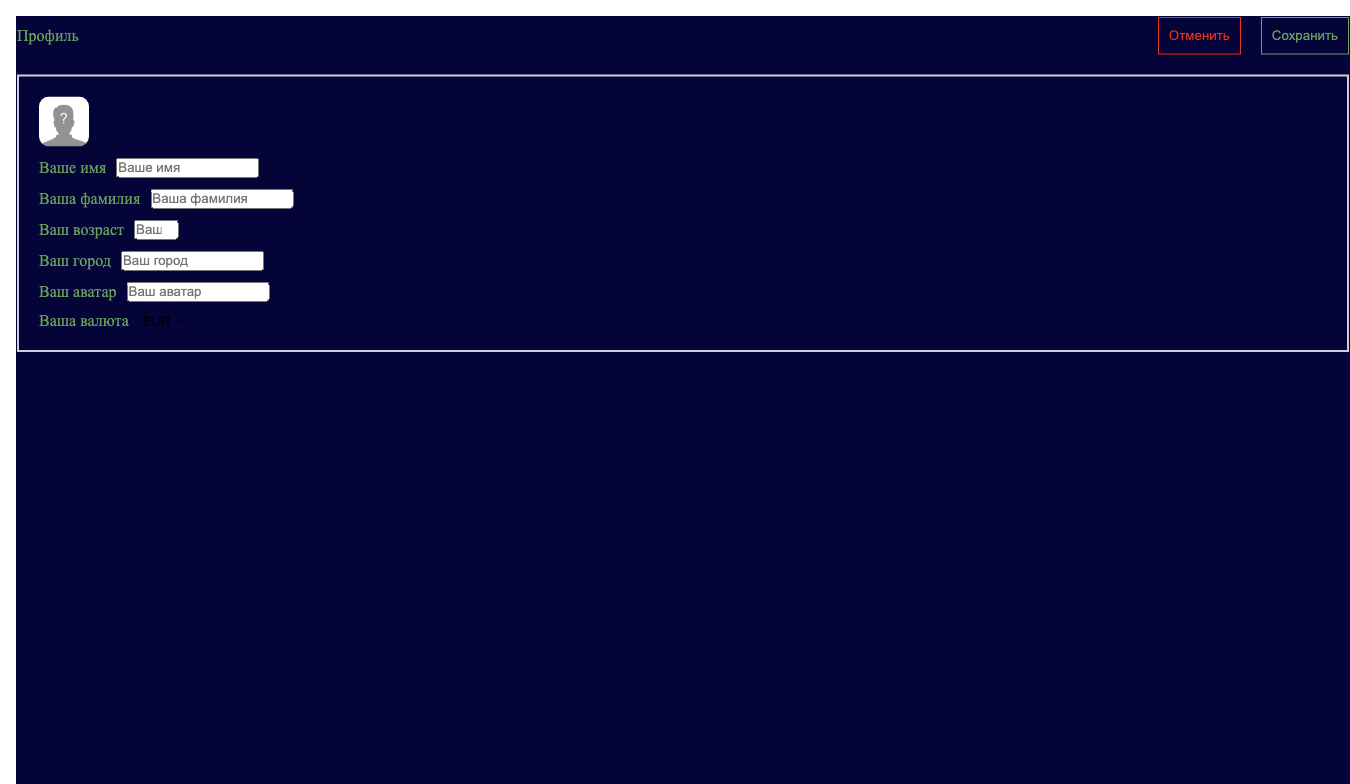 Профиль Отменить Сохранить
?
Ваше имя Ваше имя
Ваша фамилия Ваша фамилия
Ваш возраст Ваш
Ваш город Ваш город
Ваш аватар Ваш аватар
Ваша валюта EUR